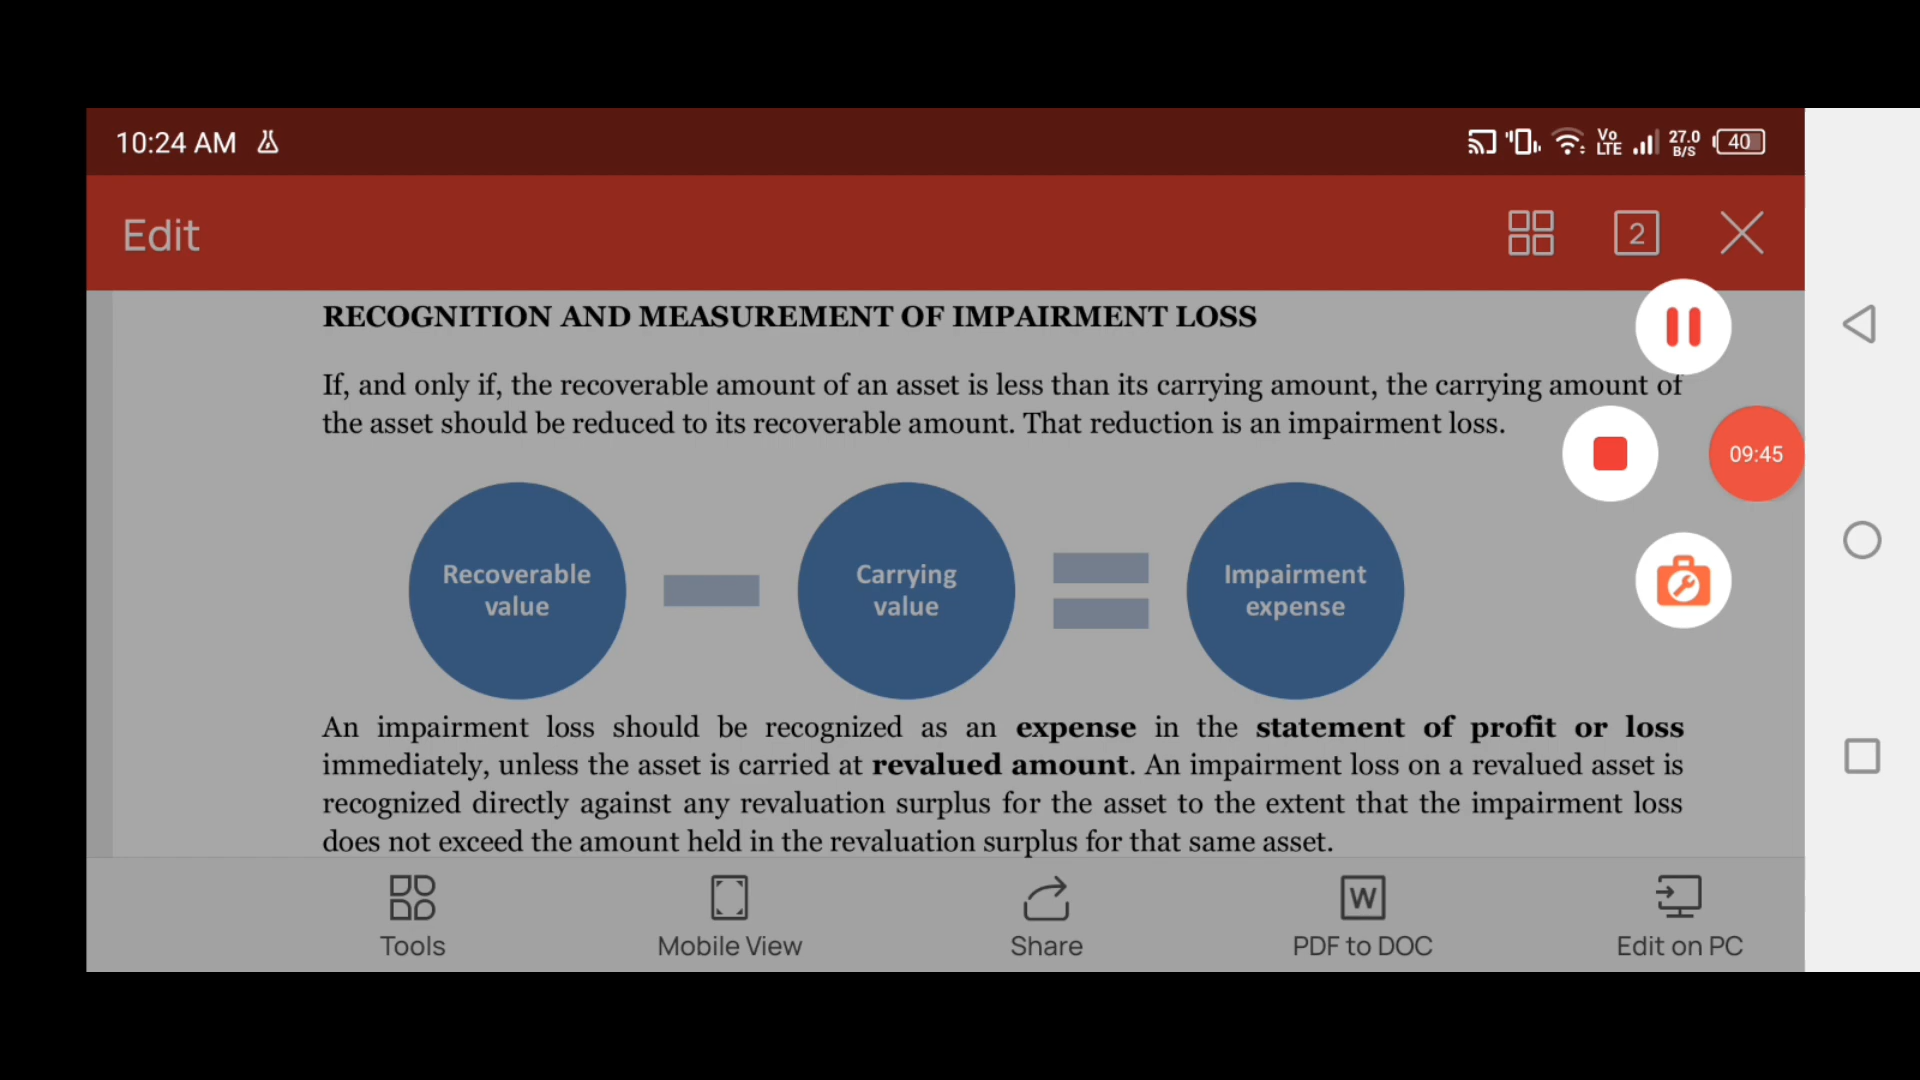 10:24 AM
Vo LTE 27.0 B/S 40
Edit
2
RECOGNITION AND MEASUREMENT OF IMPAIRMENT LOSS
If, and only if, the recoverable amount of an asset is less than its carrying amount, the carrying amount of
the asset should be reduced to its recoverable amount. That reduction is an impairment loss.
09:45
Recoverable
value
Carrying
value
Impairment
expense
An impairment loss should be recognized as an expense in the statement of profit or loss
immediately, unless the asset is carried at revalued amount. An impairment loss on a revalued asset is
recognized directly against any revaluation surplus for the asset to the extent that the impairment loss
does not exceed the amount held in the revaluation surplus for that same asset.
Tools
Mobile View
Share
W
PDF to DOC
Edit on PC